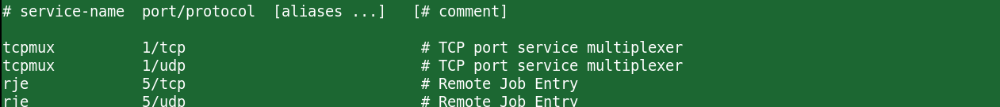 # service-name  port/protocol  [aliases ...]   [# comment]
tcpmux          1/tcp                           # TCP port service multiplexer
tcpmux          1/udp                           # TCP port service multiplexer
rje             5/tcp                           # Remote Job Entry
rje             5/udp                           # Remote Job Entry